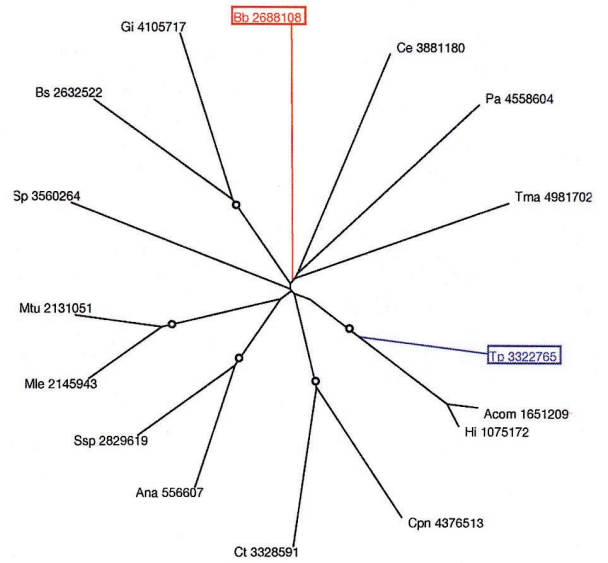 Bb 2688108
Gi 4105717
Ce 3881180
Bs 2632522
Pa 4558604
Sp 3560264
Tma 4981702
Mtu 2131051
Tp 3322765
Mle 2145943
Acom 1651209
Hi 1075172
Ssp 2829619
Ana 556607
Cpn 4376513
Ct 3328591